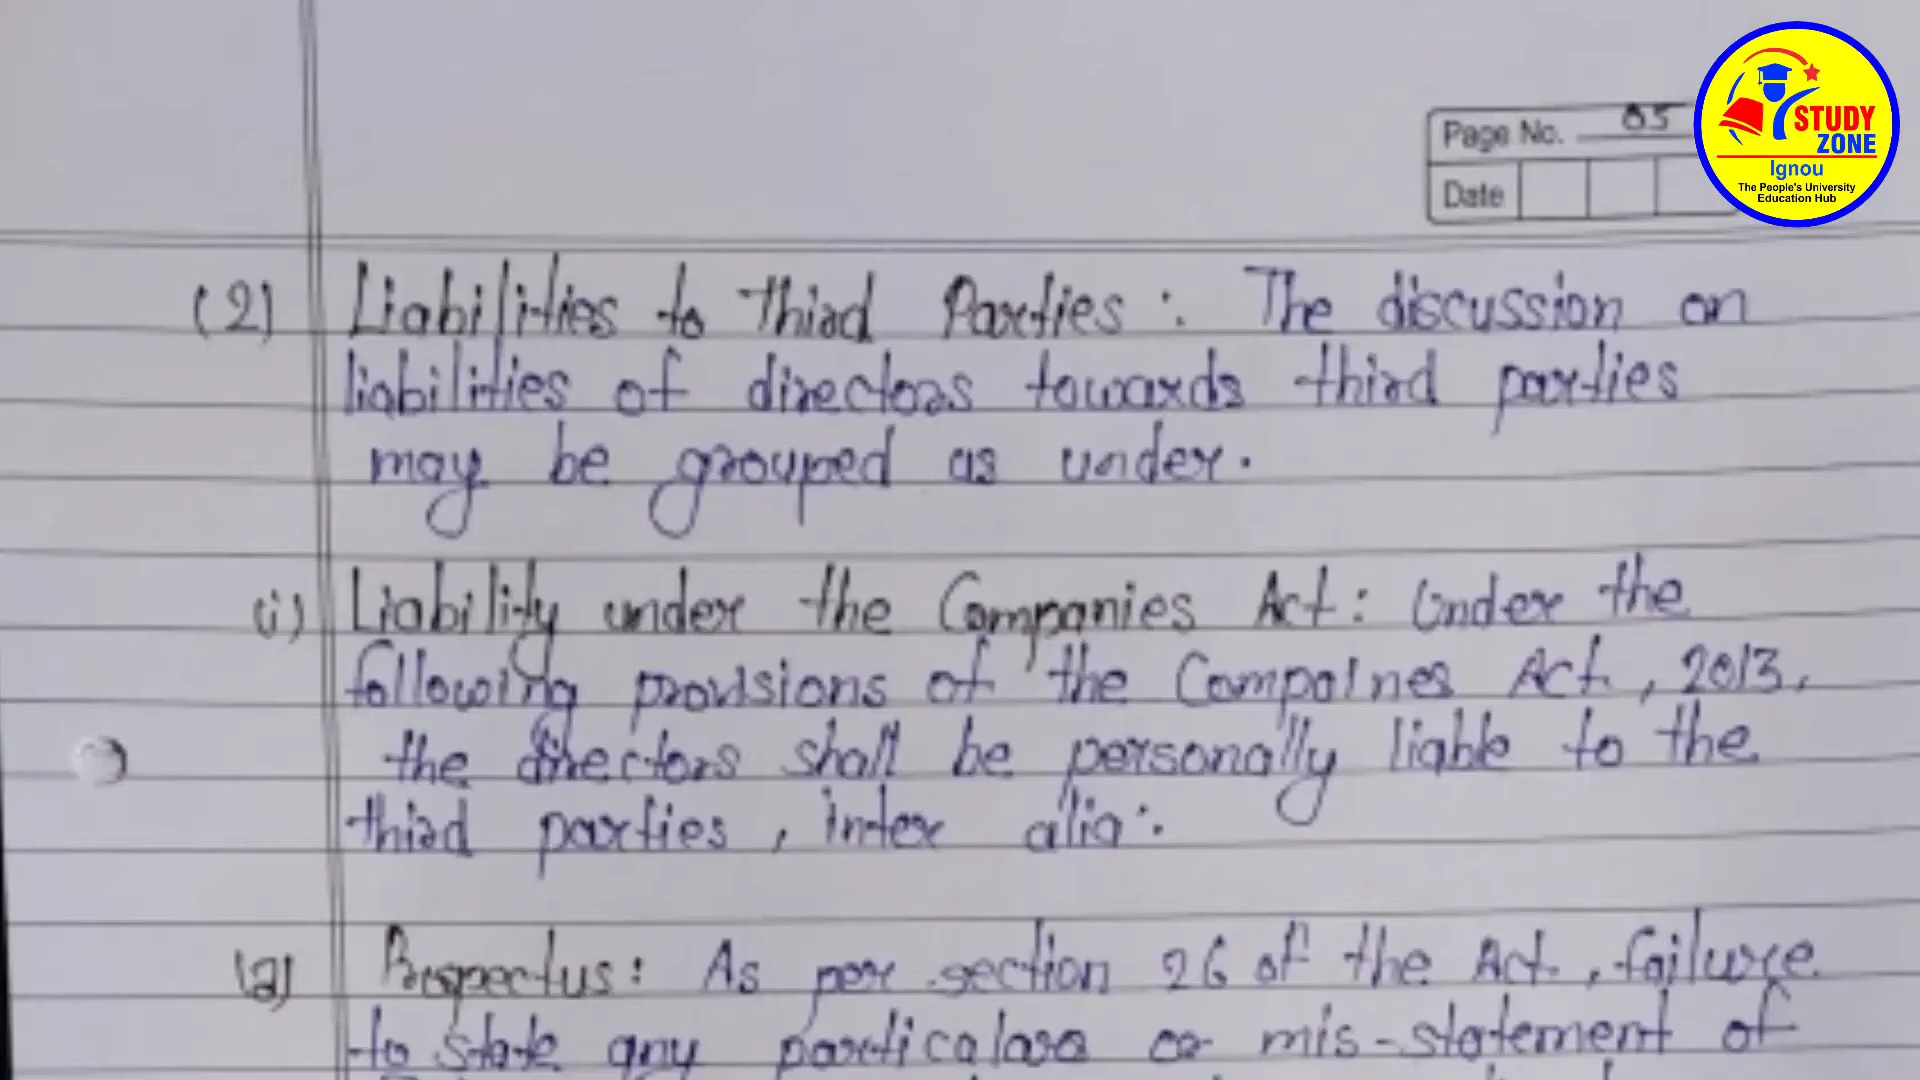 Page No. 05
Date
STUDY
ZONE
Ignou
The People's University
Education Hub
(2) Liabilities to third Parties : The discussion on
liabilities of directors towards third parties
may be grouped as under.
(i) Liability under the Companies Act : Under the
following provisions of the Compaines Act, 2013,
the directors shall be personally liable to the
third parties, inter alia :
(a) Prospectus : As per section 26 of the Act, failure
to state any particalars or mis-statement of